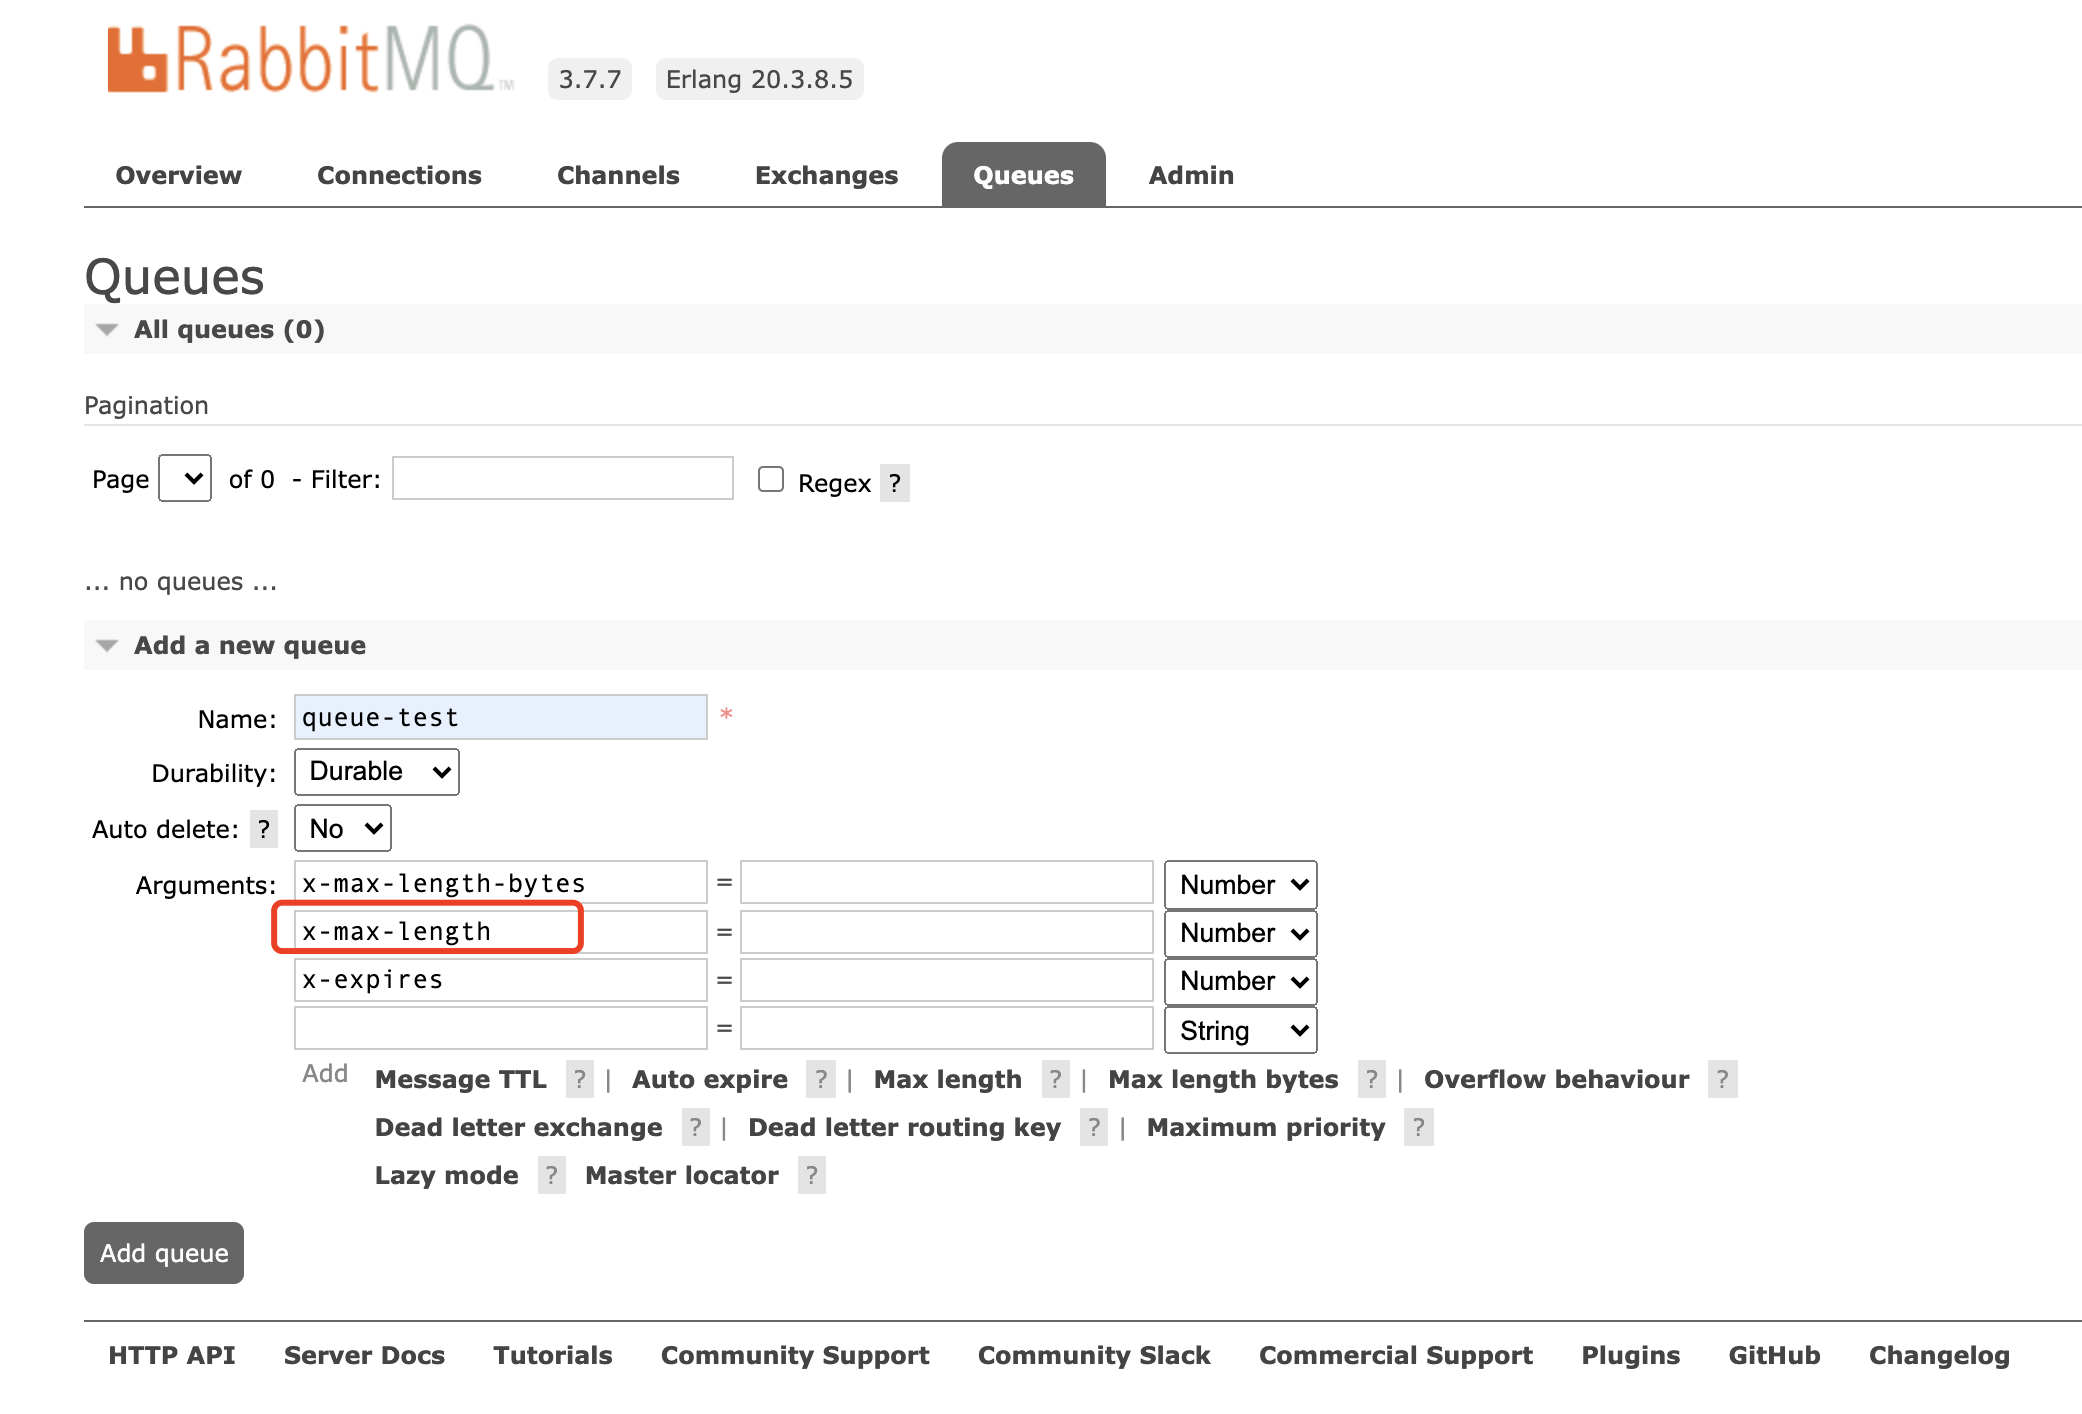 RabbitMQ TM 3.7.7 Erlang 20.3.8.5
Overview Connections Channels Exchanges Queues Admin
Queues
All queues (0)
Pagination
Page of 0 - Filter: Regex ?
... no queues ...
Add a new queue
Name: queue-test *
Durability: Durable
Auto delete: ? No
Arguments: x-max-length-bytes = Number
x-max-length = Number
x-expires = Number
= String
Add Message TTL ? | Auto expire ? | Max length ? | Max length bytes ? | Overflow behaviour ?
Dead letter exchange ? | Dead letter routing key ? | Maximum priority ?
Lazy mode ? Master locator ?
Add queue
HTTP API Server Docs Tutorials Community Support Community Slack Commercial Support Plugins GitHub Changelog